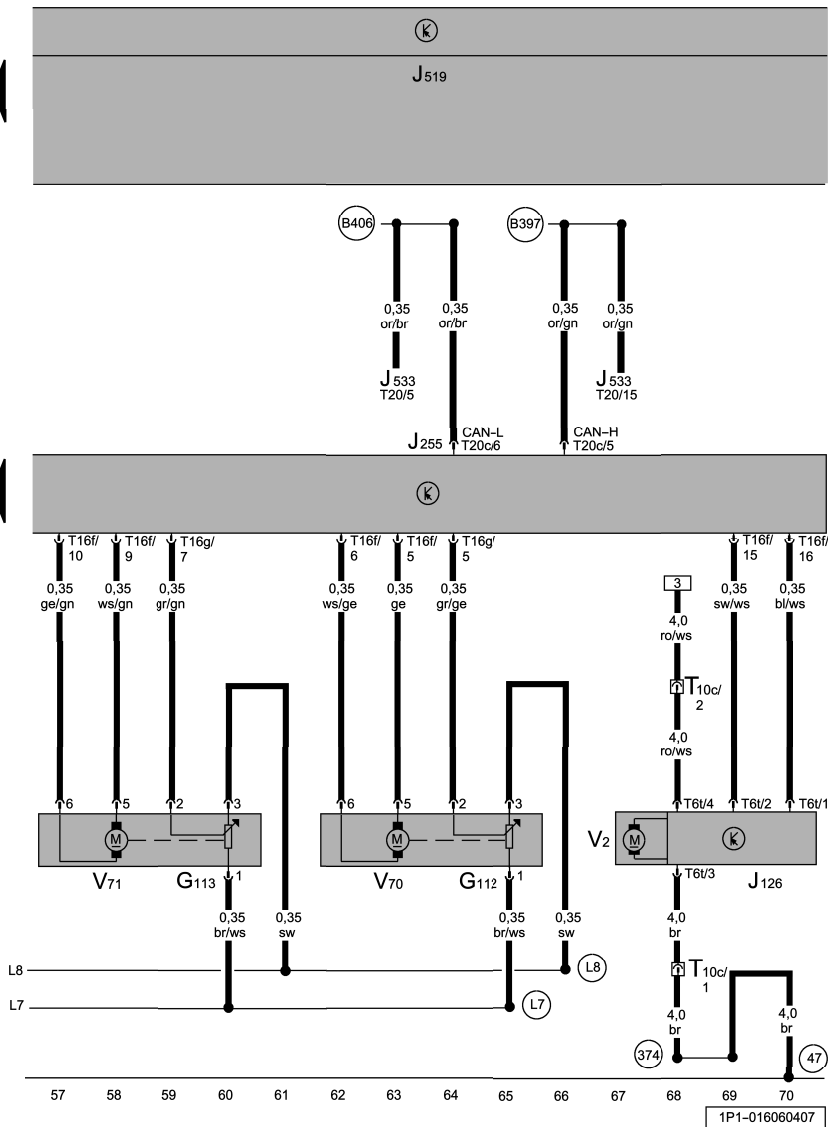 J519
B406
B397
0,35 0,35 0,35 0,35
or/br or/br or/gn or/gn
J533 J533
T20/5 T20/15
J255 CAN-L CAN-H
T20c/6 T20c/5
T16f/ T16f/ T16g/ T16f/ T16f/ T16g/ T16f/ T16f/
10 9 7 6 5 5 15 16
0,35 0,35 0,35 0,35 0,35 0,35 3 0,35 0,35
ge/gn ws/gn gr/gn ws/ge ge gr/ge sw/ws bl/ws
4,0
ro/ws
T10c/
2
4,0
ro/ws
6 5 2 3 6 5 2 3 T6t/4 T6t/2 T6t/1
M M V2 M
V71 G113 1 V70 G112 1 T6t/3 J126
0,35 0,35 0,35 0,35 4,0
br/ws sw br/ws sw br
L8 L8 T10c/
1
L7 L7
4,0 4,0
br br
374 47
57 58 59 60 61 62 63 64 65 66 67 68 69 70
1P1-016060407